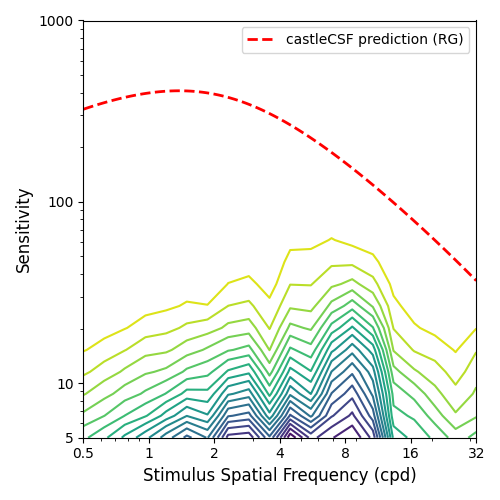 1000
castleCSF prediction (RG)
100
Sensitivity
10
5
0.5 1 2 4 8 16 32
Stimulus Spatial Frequency (cpd)